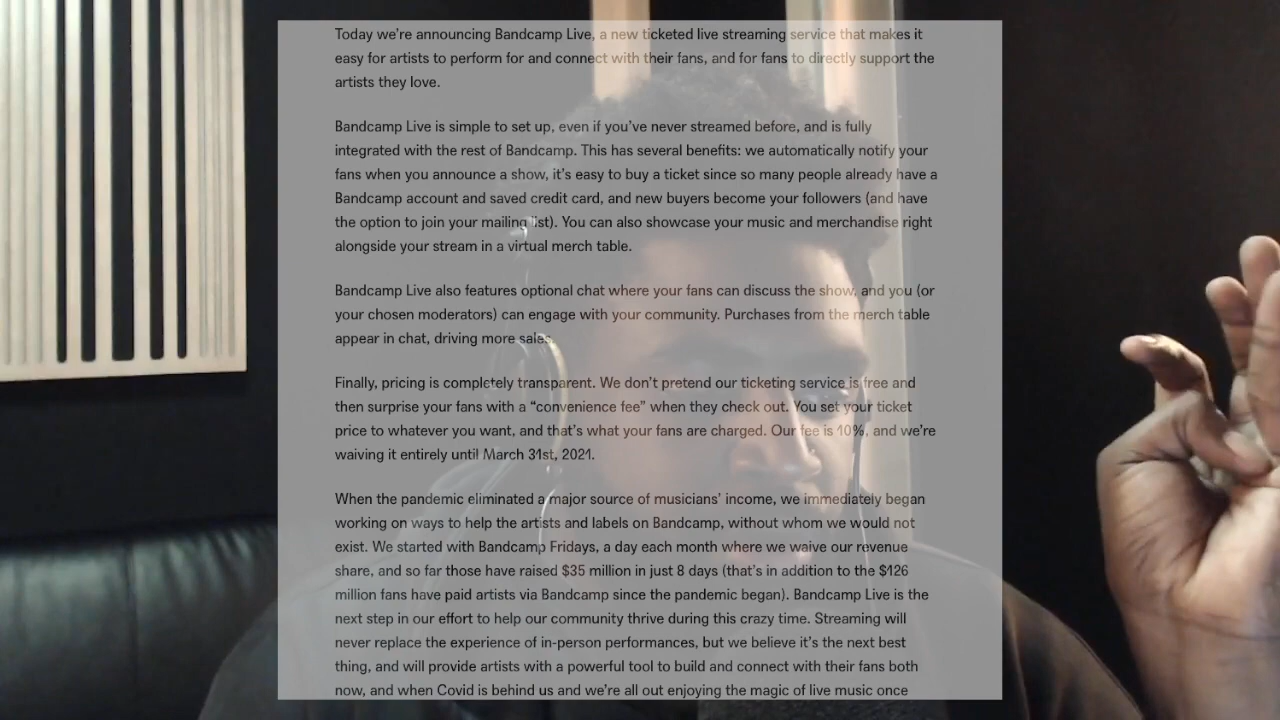 Today we're announcing Bandcamp Live, a new ticketed live streaming service that makes it
easy for artists to perform for and connect with their fans, and for fans to directly support the
artists they love.
Bandcamp Live is simple to set up, even if you've never streamed before, and is fully
integrated with the rest of Bandcamp. This has several benefits: we automatically notify your
fans when you announce a show, it's easy to buy a ticket since so many people already have a
Bandcamp account and saved credit card, and new buyers become your followers (and have
the option to join your mailing list). You can also showcase your music and merchandise right
alongside your stream in a virtual merch table.
Bandcamp Live also features optional chat where your fans can discuss the show, and you (or
your chosen moderators) can engage with your community. Purchases from the merch table
appear in chat, driving more sales.
Finally, pricing is completely transparent. We don't pretend our ticketing service is free and
then surprise your fans with a “convenience fee” when they check out. You set your ticket
price to whatever you want, and that's what your fans are charged. Our fee is 10%, and we're
waiving it entirely until March 31st, 2021.
When the pandemic eliminated a major source of musicians' income, we immediately began
working on ways to help the artists and labels on Bandcamp, without whom we would not
exist. We started with Bandcamp Fridays, a day each month where we waive our revenue
share, and so far those have raised $35 million in just 8 days (that's in addition to the $126
million fans have paid artists via Bandcamp since the pandemic began). Bandcamp Live is the
next step in our effort to help our community thrive during this crazy time. Streaming will
never replace the experience of in-person performances, but we believe it's the next best
thing, and will provide artists with a powerful tool to build and connect with their fans both
now, and when Covid is behind us and we're all out enjoying the magic of live music once